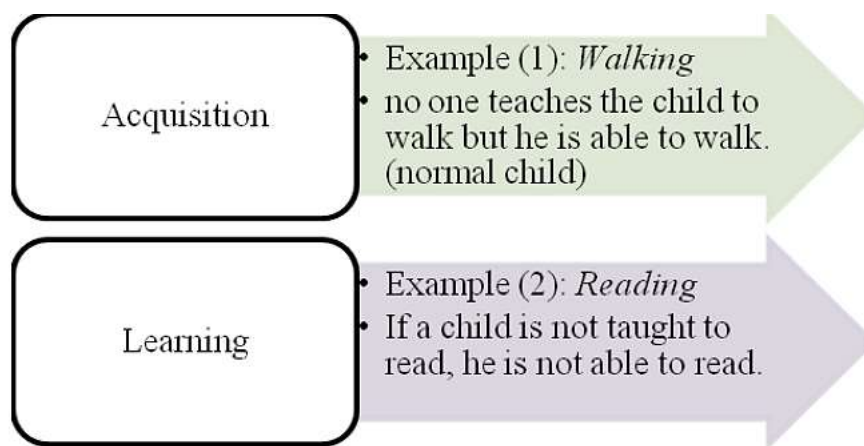 Acquisition
• Example (1): Walking
• no one teaches the child to
walk but he is able to walk.
(normal child)
Learning
• Example (2): Reading
• If a child is not taught to
read, he is not able to read.